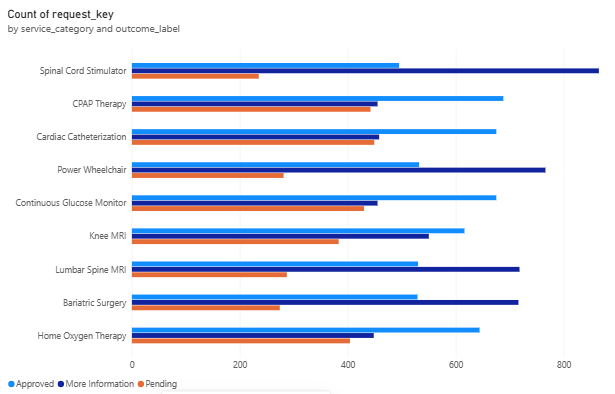 Count of request_key
by service_category and outcome_label
Spinal Cord Stimulator
CPAP Therapy
Cardiac Catheterization
Power Wheelchair
Continuous Glucose Monitor
Knee MRI
Lumbar Spine MRI
Bariatric Surgery
Home Oxygen Therapy
0 200 400 600 800
Approved More Information Pending